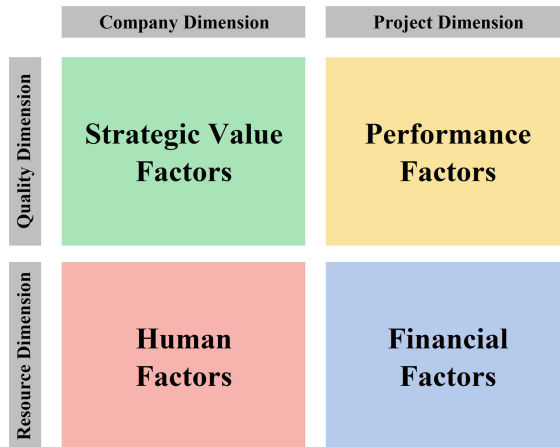 Company Dimension
Project Dimension
Quality Dimension
Strategic Value
Factors
Performance
Factors
Resource Dimension
Human
Factors
Financial
Factors